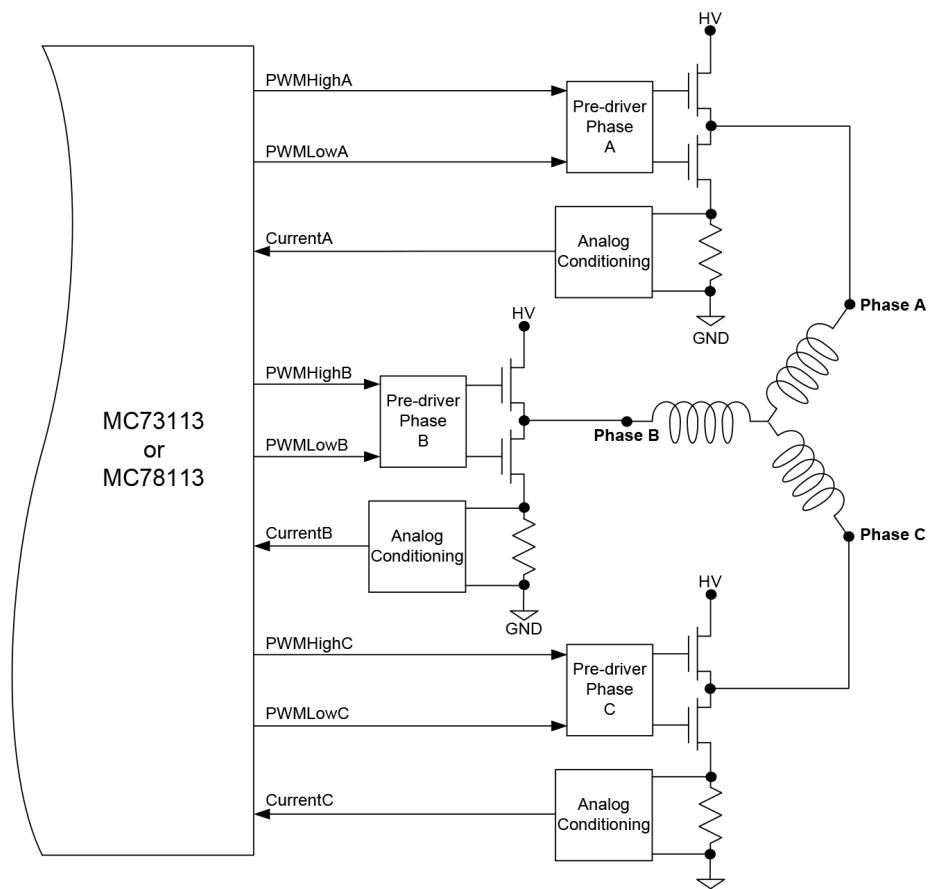 HV
PWMHighA
Pre-driver
Phase
A
PWMLowA
CurrentA
Analog
Conditioning
GND
Phase A
HV
PWMHighB
Pre-driver
Phase
B
PWMLowB
Phase B
MC73113
or
MC78113
CurrentB
Analog
Conditioning
GND
Phase C
HV
PWMHighC
Pre-driver
Phase
C
PWMLowC
CurrentC
Analog
Conditioning